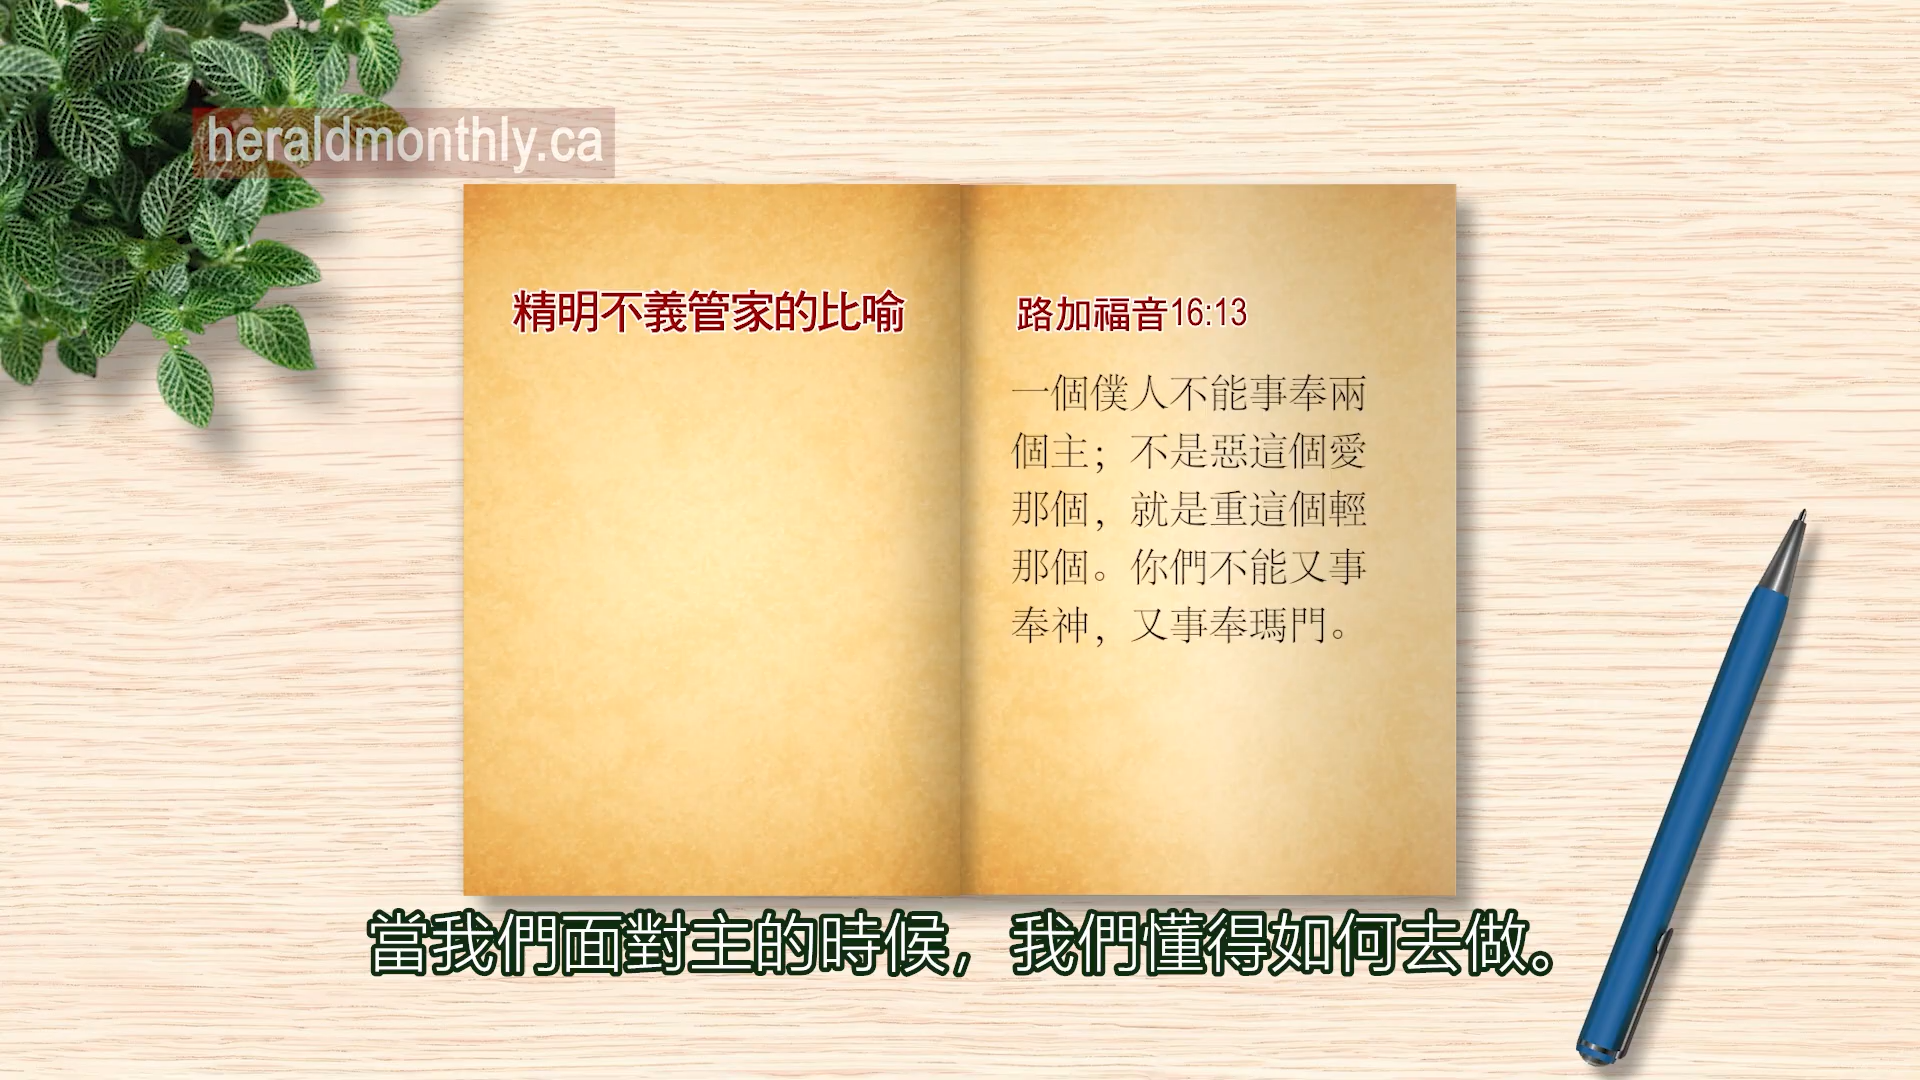 heraldmonthly.ca
精明不義管家的比喻
路加福音16:13
一個僕人不能事奉兩
個主；不是惡這個愛
那個，就是重這個輕
那個。你們不能又事
奉神，又事奉瑪門。
當我們面對主的時候，我們懂得如何去做。